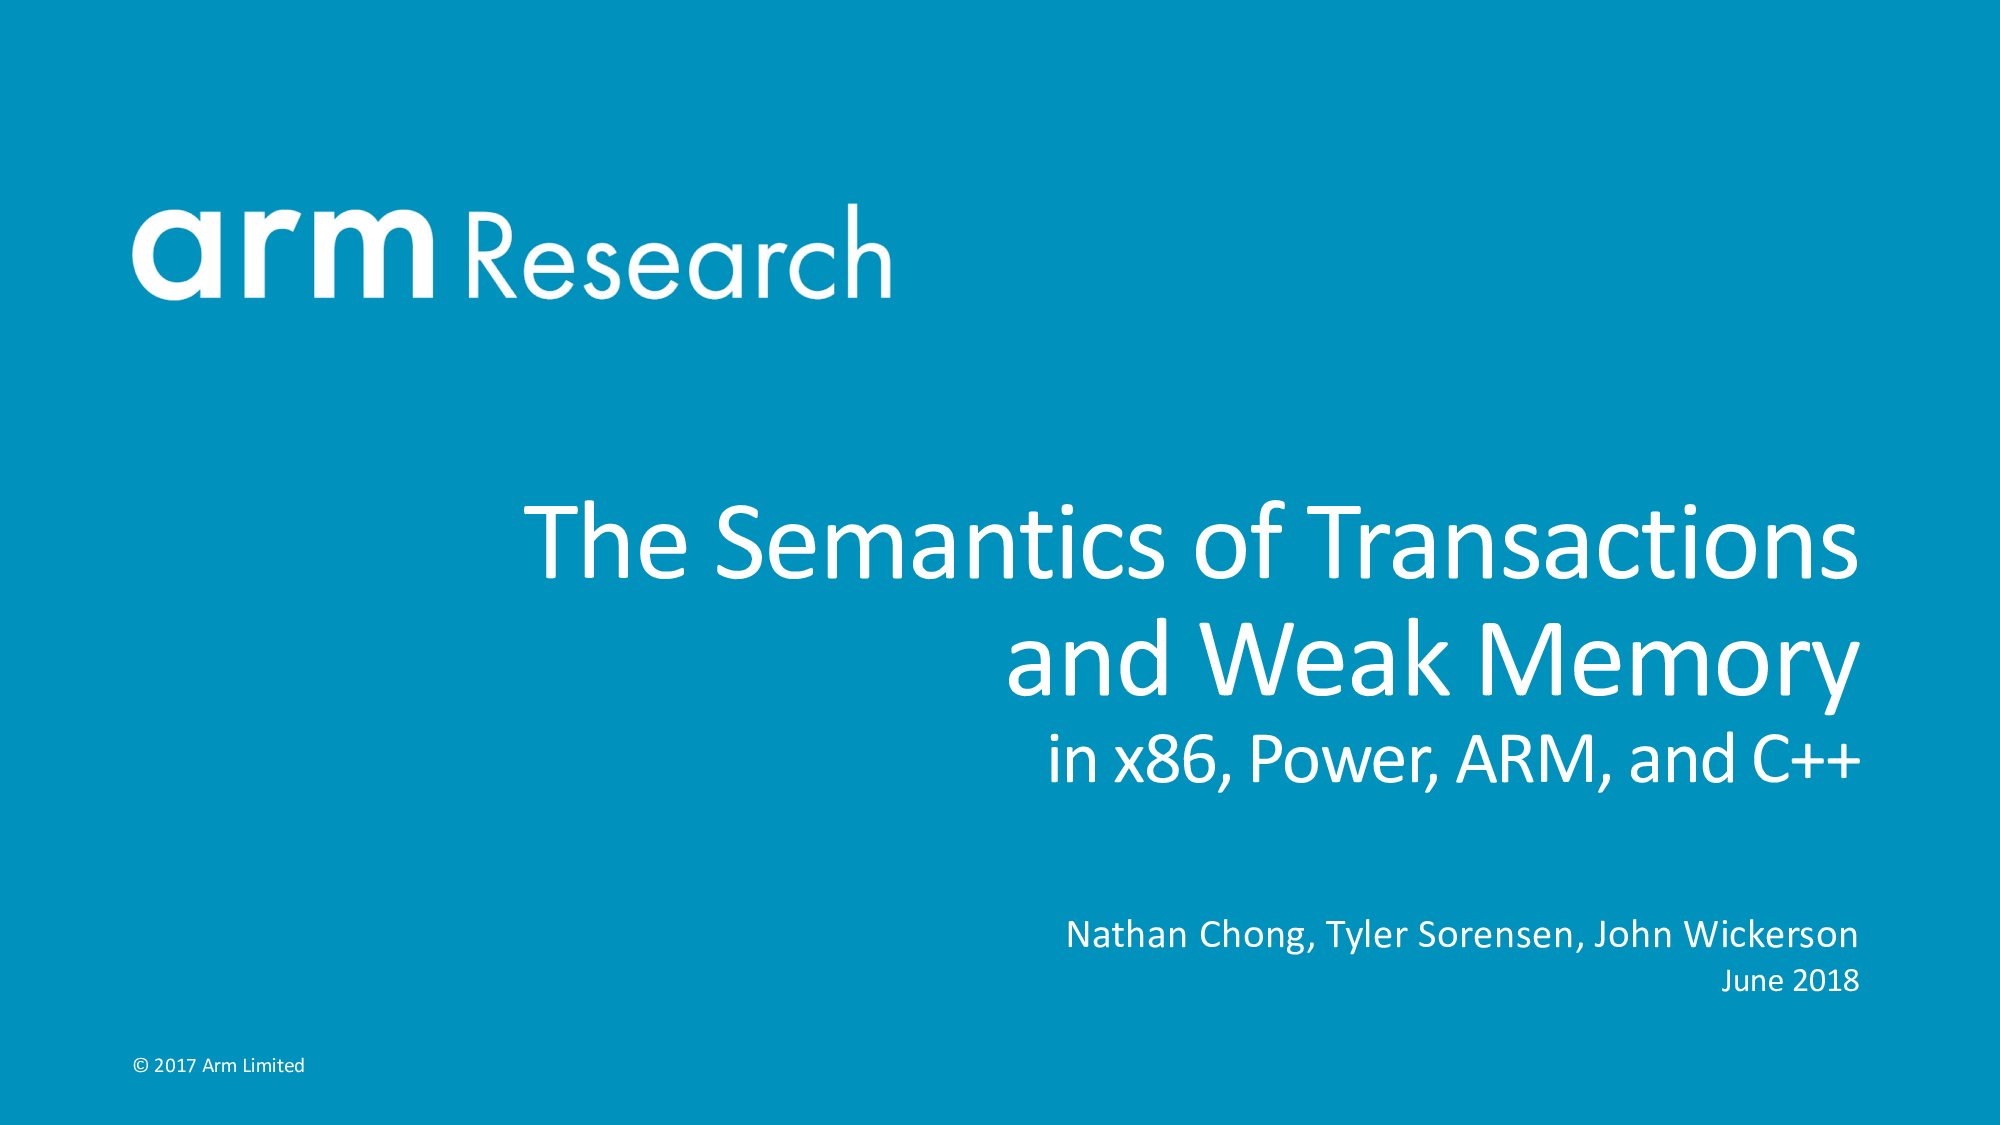 arm Research
The Semantics of Transactions
and Weak Memory
in x86, Power, ARM, and C++
Nathan Chong, Tyler Sorensen, John Wickerson
June 2018
© 2017 Arm Limited